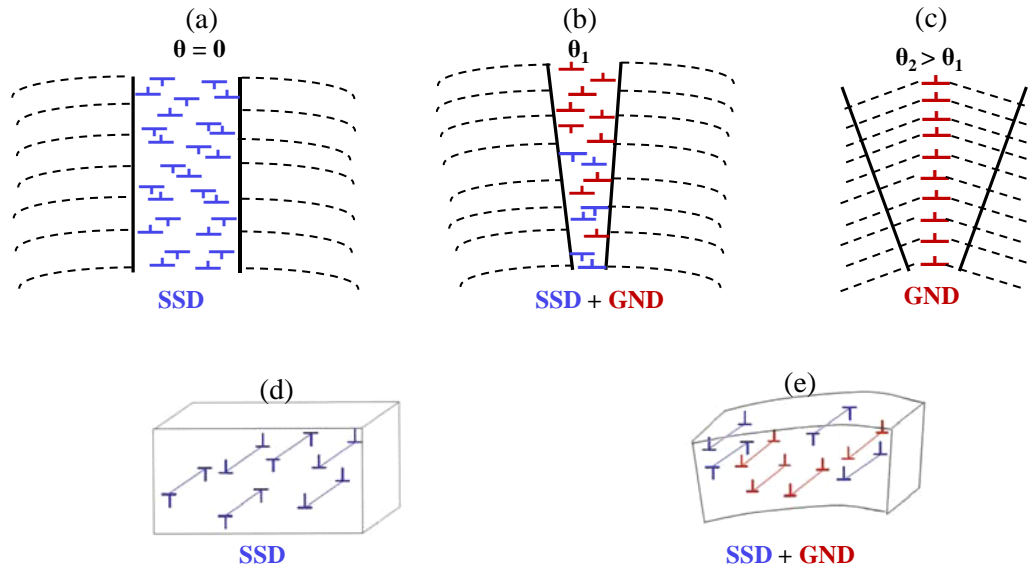 (a)
θ = 0
SSD
(b)
θ₁
SSD + GND
(c)
θ₂ > θ₁
GND
(d)
SSD
(e)
SSD + GND